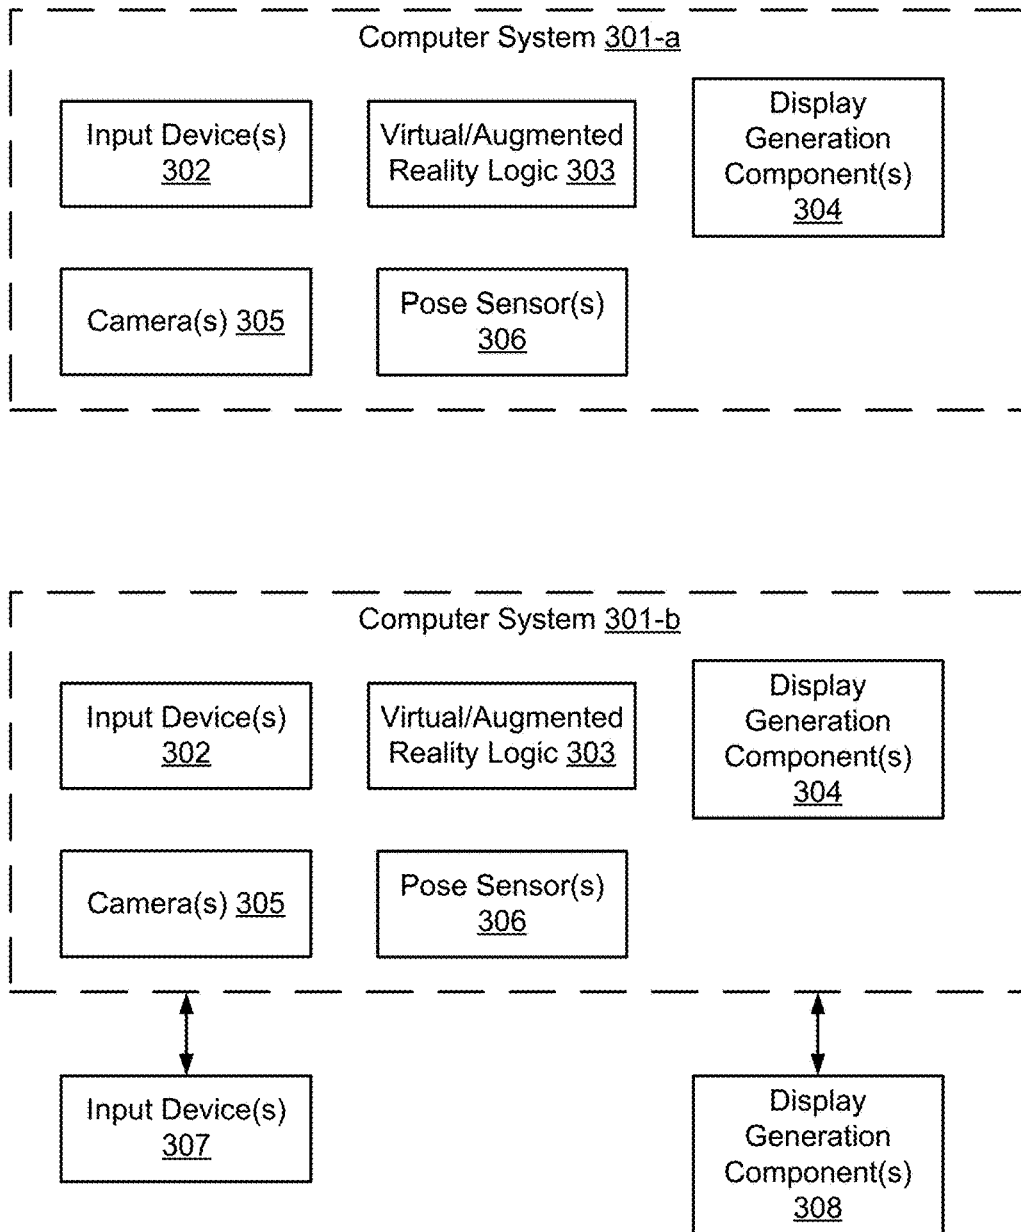 Computer System 301-a
Input Device(s)
302
Virtual/Augmented
Reality Logic 303
Display
Generation
Component(s)
304
Camera(s) 305
Pose Sensor(s)
306
Computer System 301-b
Input Device(s)
302
Virtual/Augmented
Reality Logic 303
Display
Generation
Component(s)
304
Camera(s) 305
Pose Sensor(s)
306
Input Device(s)
307
Display
Generation
Component(s)
308